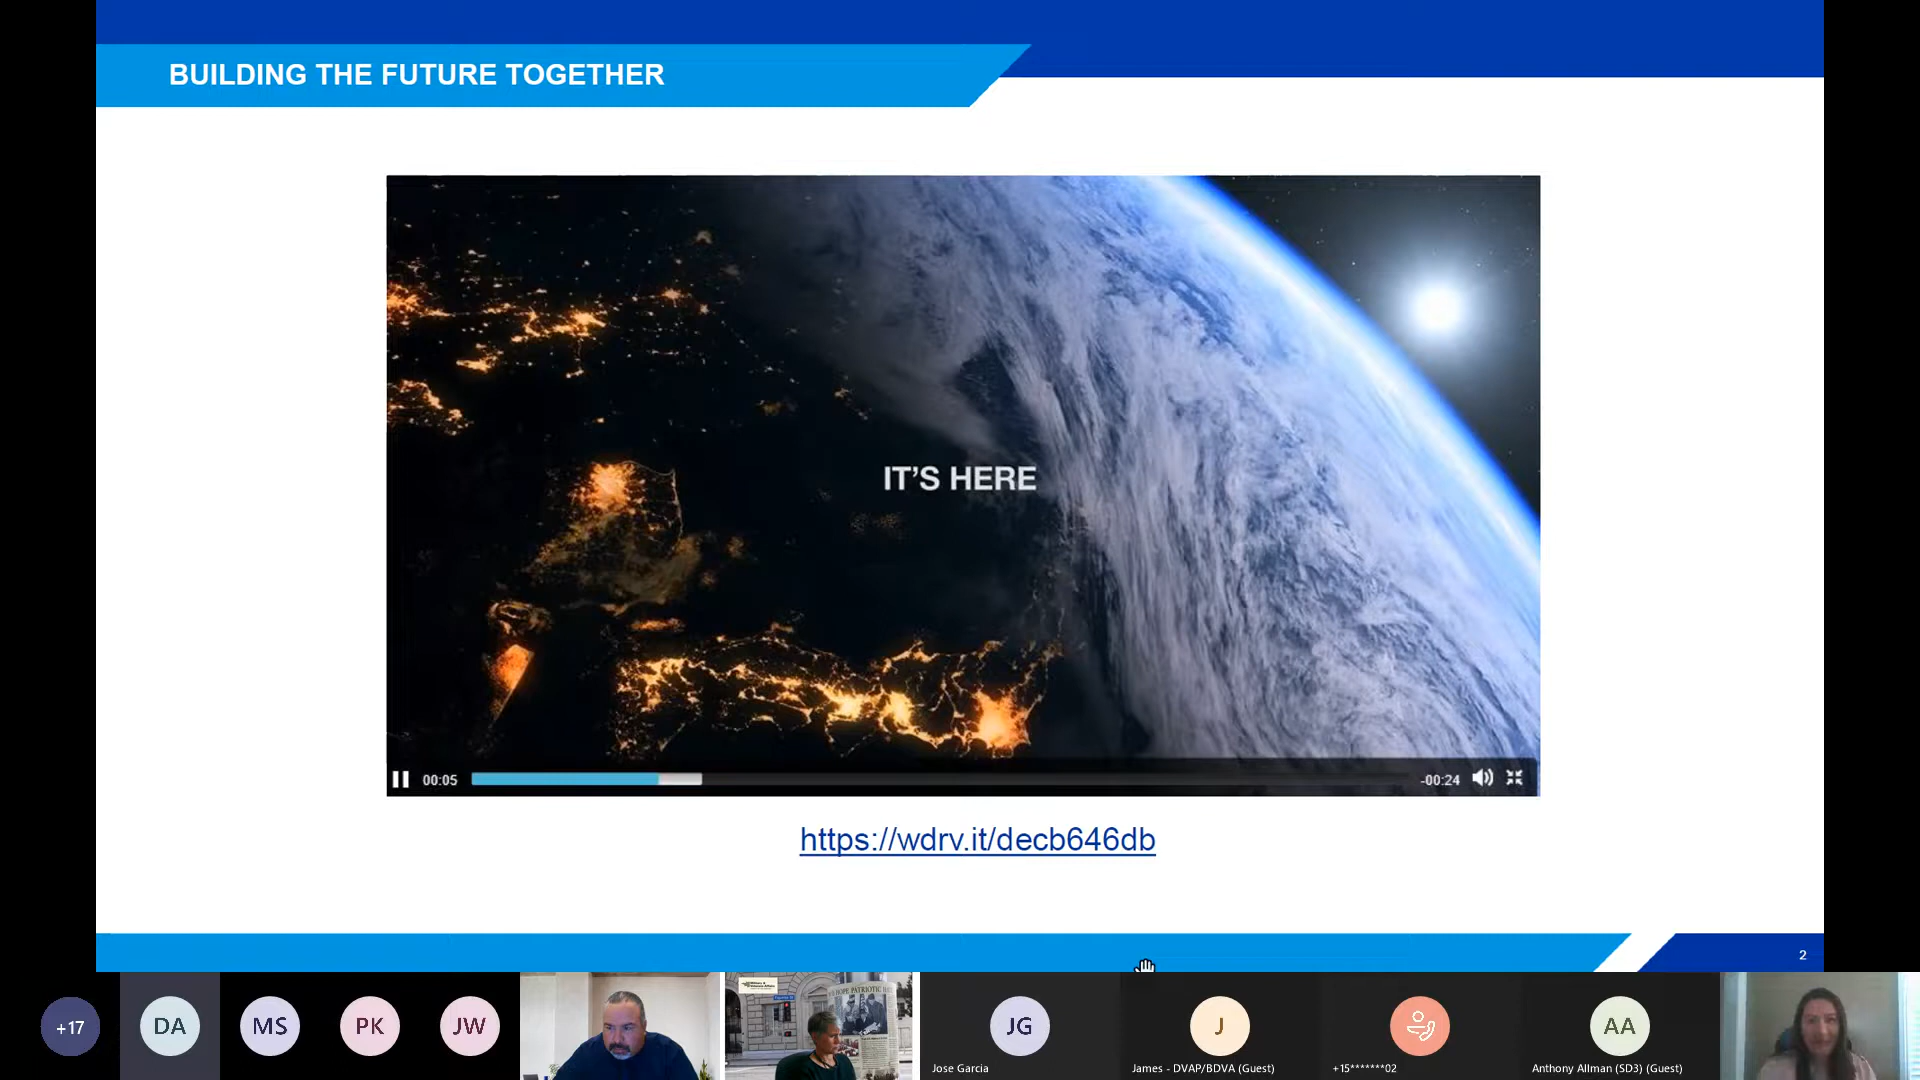 BUILDING THE FUTURE TOGETHER
IT'S HERE
00:05
-00:24
https://wdrv.it/decb646db
2
+17
DA
MS
PK
JW
JG
Jose Garcia
J
James - DVAP/BDVA (Guest)
+15*******02
AA
Anthony Allman (SD3) (Guest)